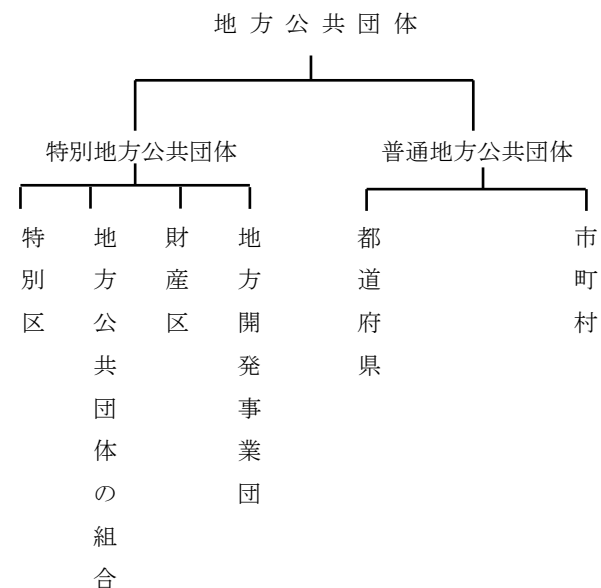 地方公共団体
特別地方公共団体
普通地方公共団体
特別区
地方公共団体の組合
財産区
地方開発事業団
都道府県
市町村